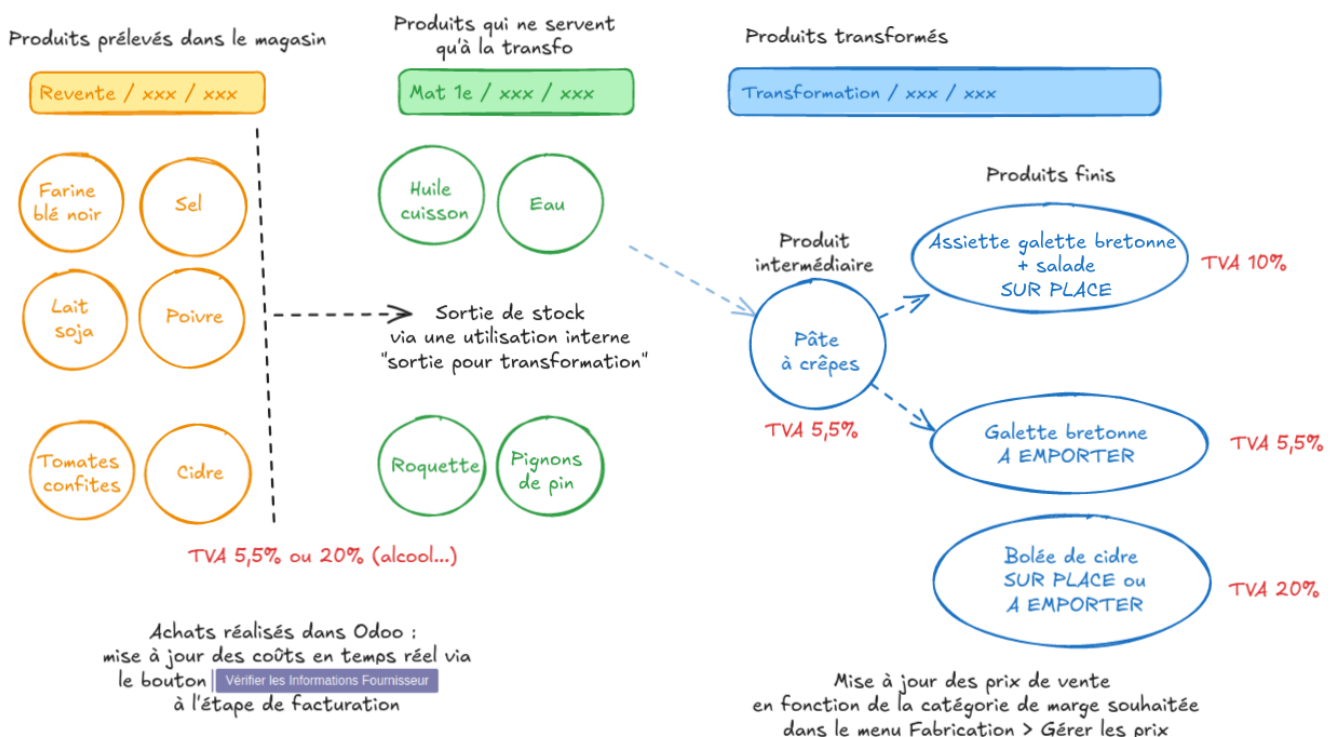 Produits prélevés dans le magasin
Revente / xxx / xxx
Farine
blé noir
Sel
Lait
soja
Poivre
Tomates
confites
Cidre
TVA 5,5% ou 20% (alcool...)
Achats réalisés dans Odoo :
mise à jour des coûts en temps réel via
le bouton Vérifier les Informations Fournisseur
à l'étape de facturation
Produits qui ne servent
qu'à la transfo
Mat 1e / xxx / xxx
Huile
cuisson
Eau
Sortie de stock
via une utilisation interne
"sortie pour transformation"
Roquette
Pignons
de pin
Produits transformés
Transformation / xxx / xxx
Produit
intermédiaire
Pâte
à crêpes
TVA 5,5%
Produits finis
Assiette galette bretonne
+ salade
SUR PLACE
TVA 10%
Galette bretonne
A EMPORTER
TVA 5,5%
Bolée de cidre
SUR PLACE ou
A EMPORTER
TVA 20%
Mise à jour des prix de vente
en fonction de la catégorie de marge souhaitée
dans le menu Fabrication > Gérer les prix